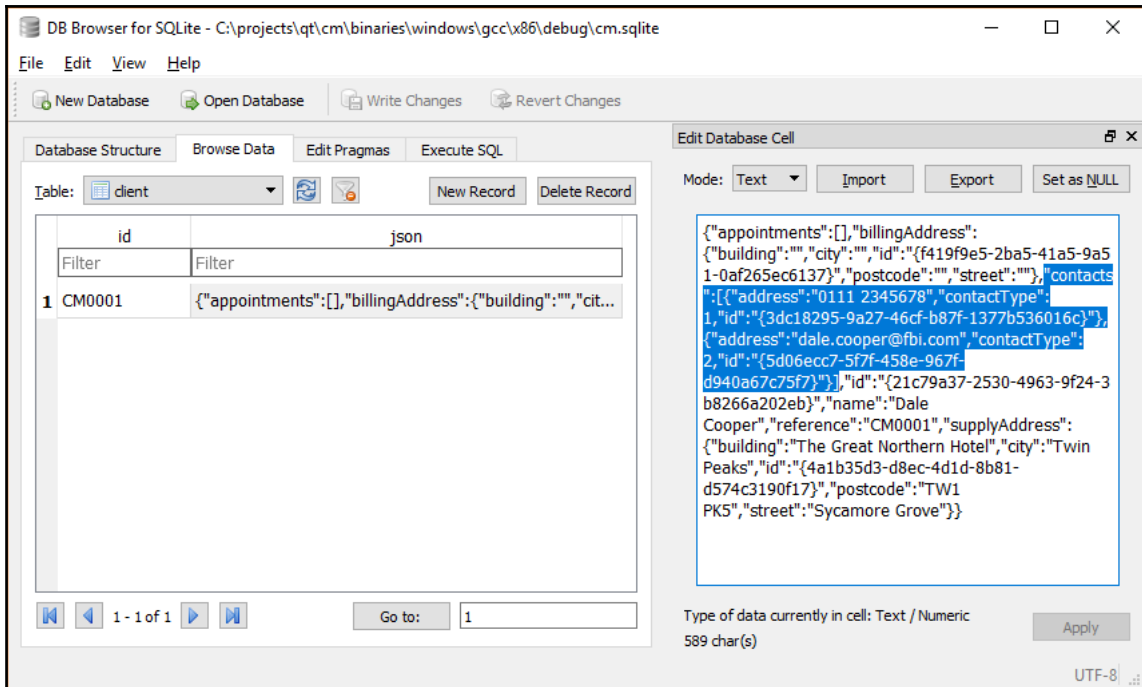 DB Browser for SQLite - C:\projects\qt\cm\binaries\windows\gcc\x86\debug\cm.sqlite
File Edit View Help
New Database Open Database Write Changes Revert Changes
Database Structure Browse Data Edit Pragmas Execute SQL
Table: client New Record Delete Record
id json
Filter Filter
1 CM0001 {"appointments":[],"billingAddress":{"building":"","cit...
1 - 1 of 1 Go to: 1
Edit Database Cell
Mode: Text Import Export Set as NULL
{"appointments":[],"billingAddress":
{"building":"","city":"","id":"{f419f9e5-2ba5-41a5-9a5
1-0af265ec6137}","postcode":"","street":""},"contacts
":[{"address":"0111 2345678","contactType":
1,"id":"{3dc18295-9a27-46cf-b87f-1377b536016c}"},
{"address":"dale.cooper@fbi.com","contactType":
2,"id":"{5d06ecc7-5f7f-458e-967f-
d940a67c75f7}"}],"id":"{21c79a37-2530-4963-9f24-3
b8266a202eb}","name":"Dale
Cooper","reference":"CM0001","supplyAddress":
{"building":"The Great Northern Hotel","city":"Twin
Peaks","id":"{4a1b35d3-d8ec-4d1d-8b81-
d574c3190f17}","postcode":"TW1
PK5","street":"Sycamore Grove"}}
Type of data currently in cell: Text / Numeric
589 char(s)
Apply
UTF-8